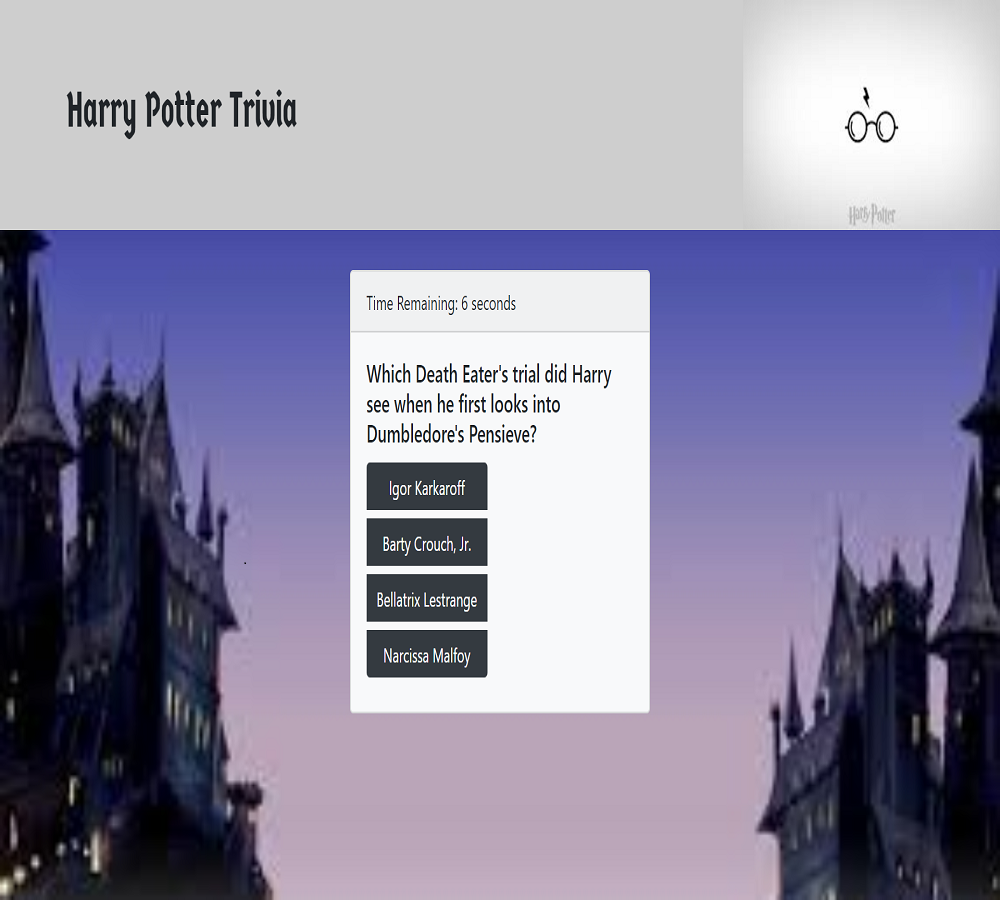 Harry Potter Trivia
Harry Potter
Time Remaining: 6 seconds
Which Death Eater's trial did Harry
see when he first looks into
Dumbledore's Pensieve?
Igor Karkaroff
Barty Crouch, Jr.
Bellatrix Lestrange
Narcissa Malfoy